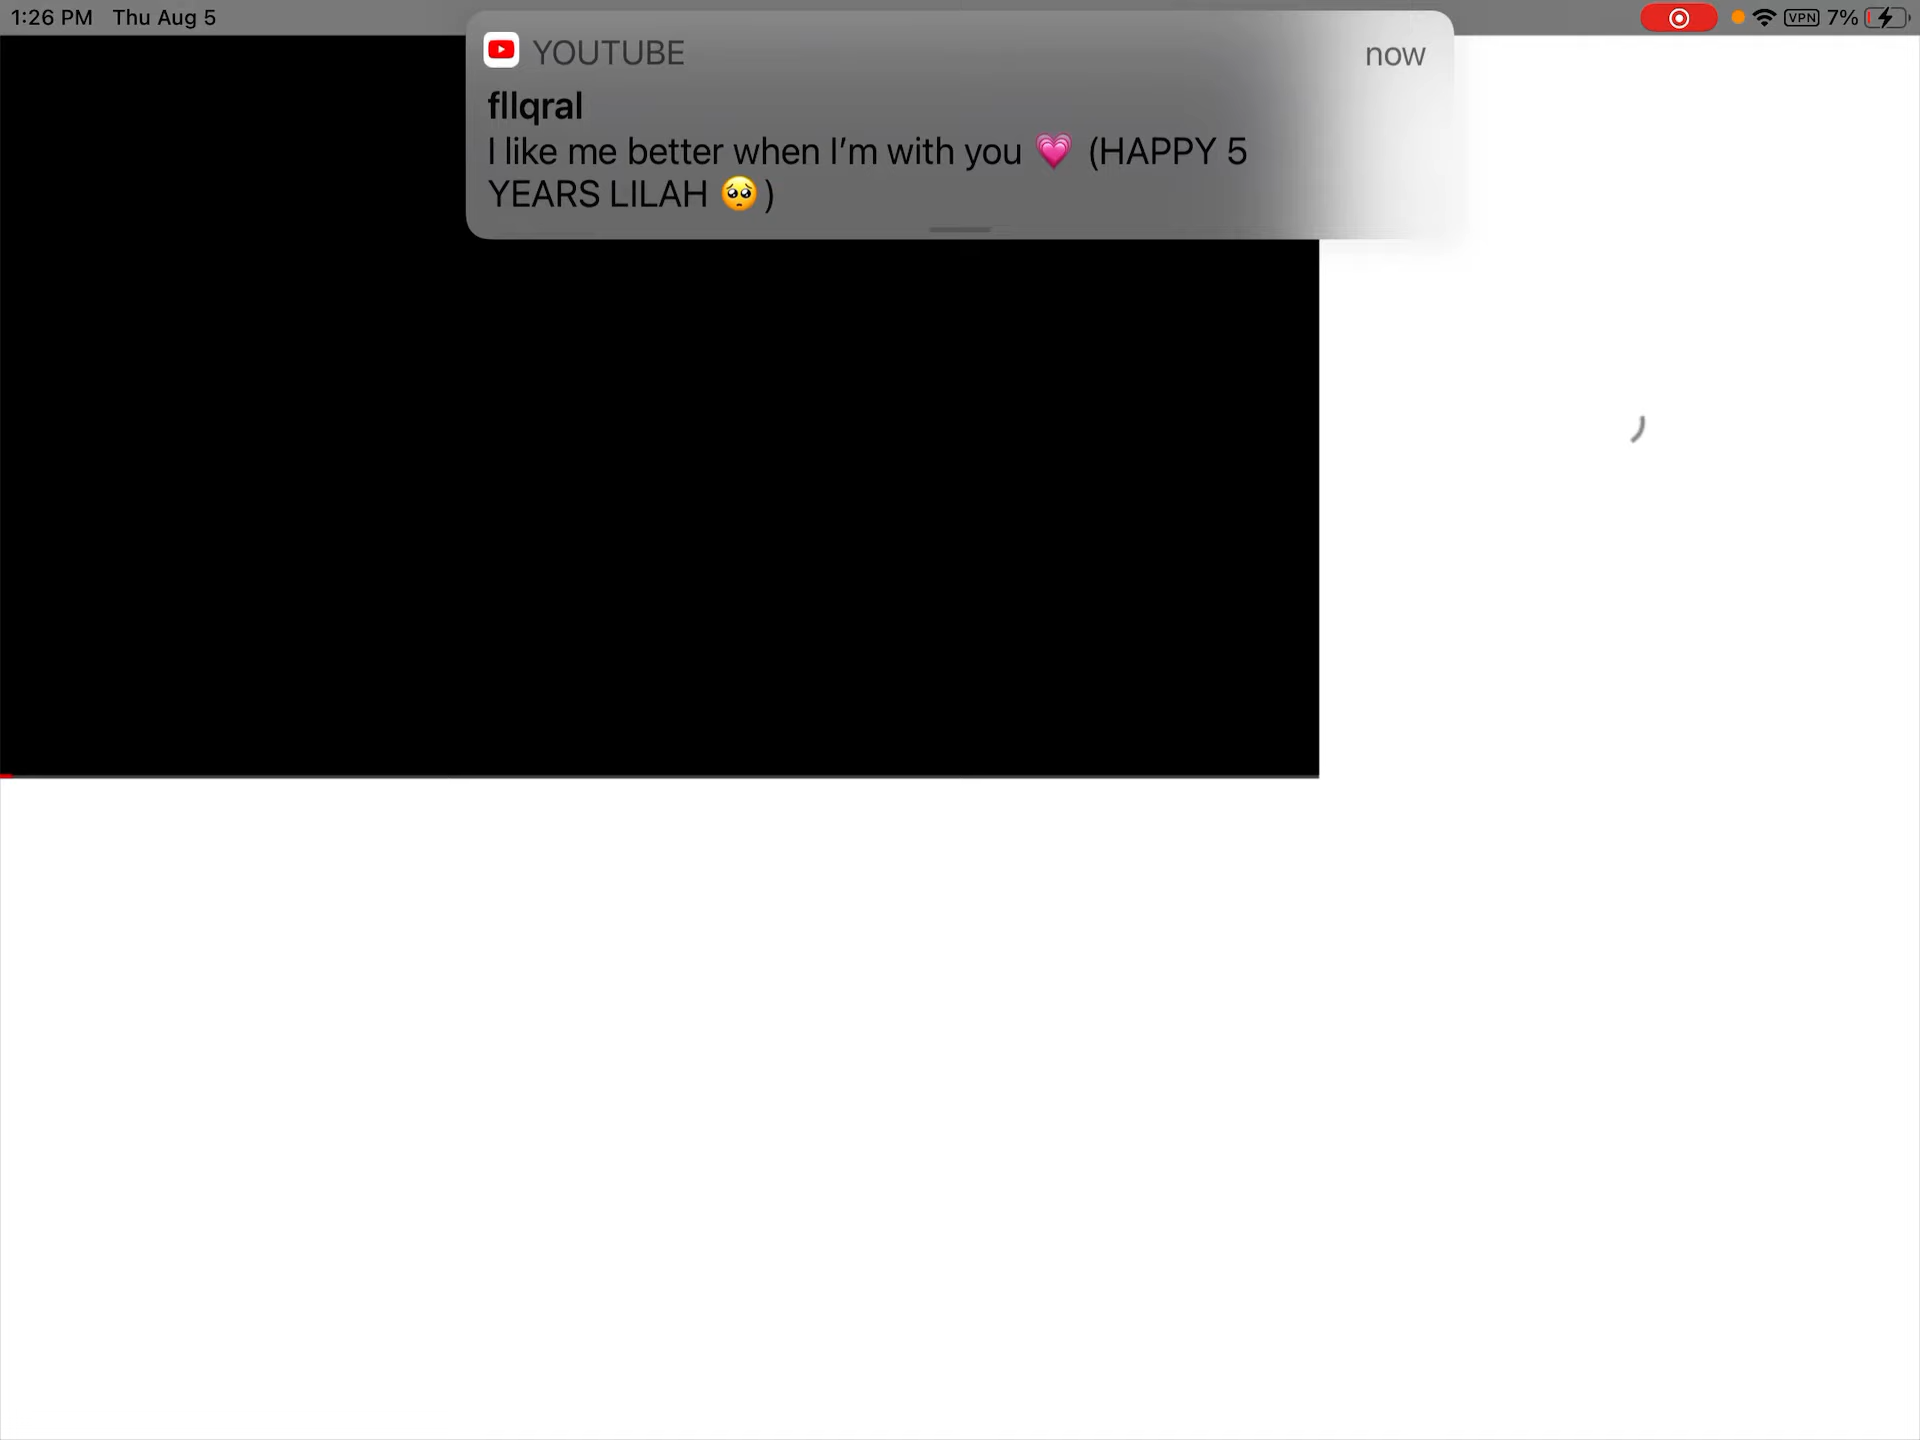 1:26 PM Thu Aug 5
VPN 7%
YOUTUBE
now
fllqral
I like me better when I'm with you 💗 (HAPPY 5
YEARS LILAH 🥺)